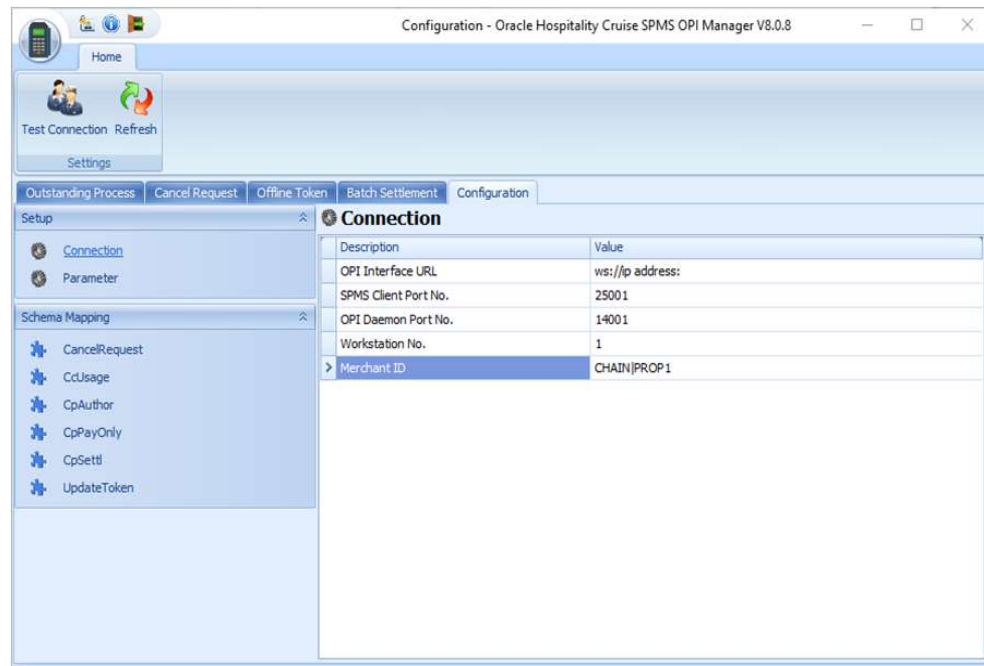 Configuration - Oracle Hospitality Cruise SPMS OPI Manager V8.0.8
Home
Test Connection Refresh
Settings
Outstanding Process Cancel Request Offline Token Batch Settlement Configuration
Setup
Connection
Parameter
Schema Mapping
CancelRequest
CcUsage
CpAuthor
CpPayOnly
CpSettl
UpdateToken
Connection
Description Value
OPI Interface URL ws://ip address:
SPMS Client Port No. 25001
OPI Daemon Port No. 14001
Workstation No. 1
Merchant ID CHAIN|PROP1